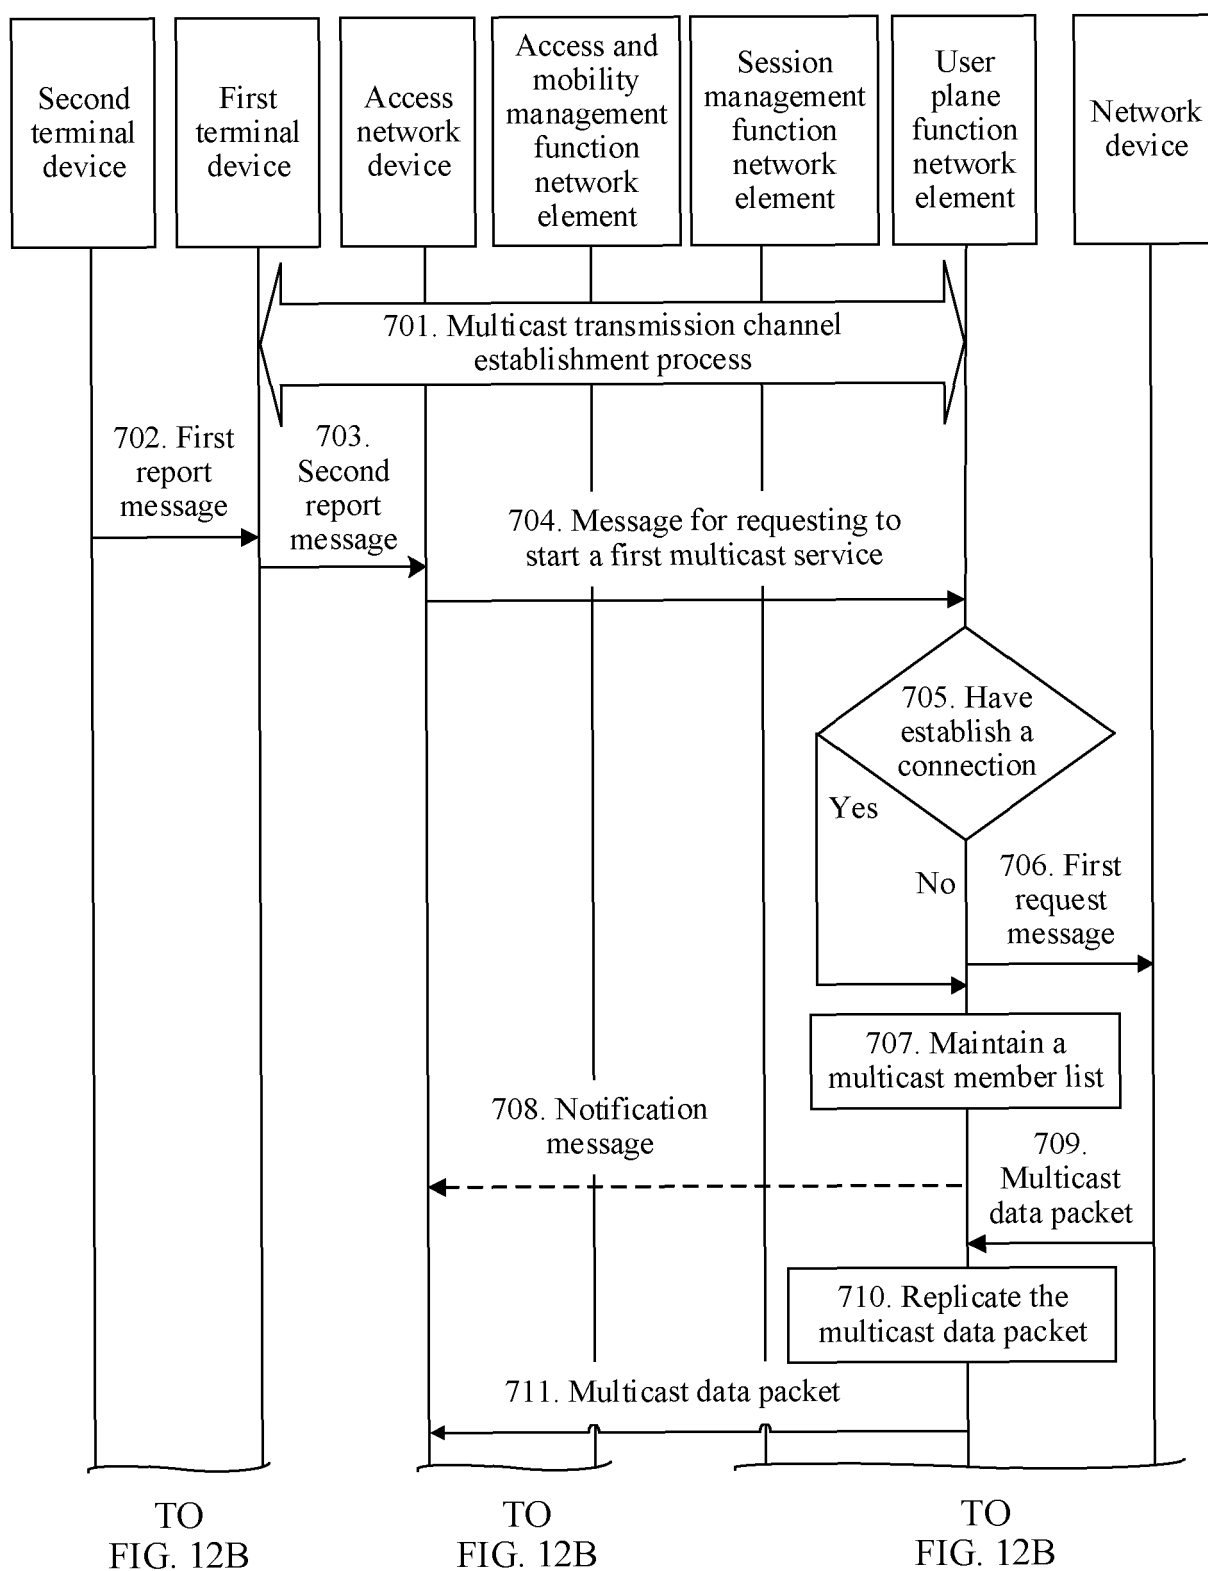 Second
terminal
device
First
terminal
device
Access
network
device
Access and
mobility
management
function
network
element
Session
management
function
network
element
User
plane
function
network
element
Network
device
701. Multicast transmission channel
establishment process
702. First
report
message
703.
Second
report
message
704. Message for requesting to
start a first multicast service
705. Have
establish a
connection
Yes
No
706. First
request
message
707. Maintain a
multicast member list
708. Notification
message
709.
Multicast
data packet
710. Replicate the
multicast data packet
711. Multicast data packet
TO
FIG. 12B
TO
FIG. 12B
TO
FIG. 12B